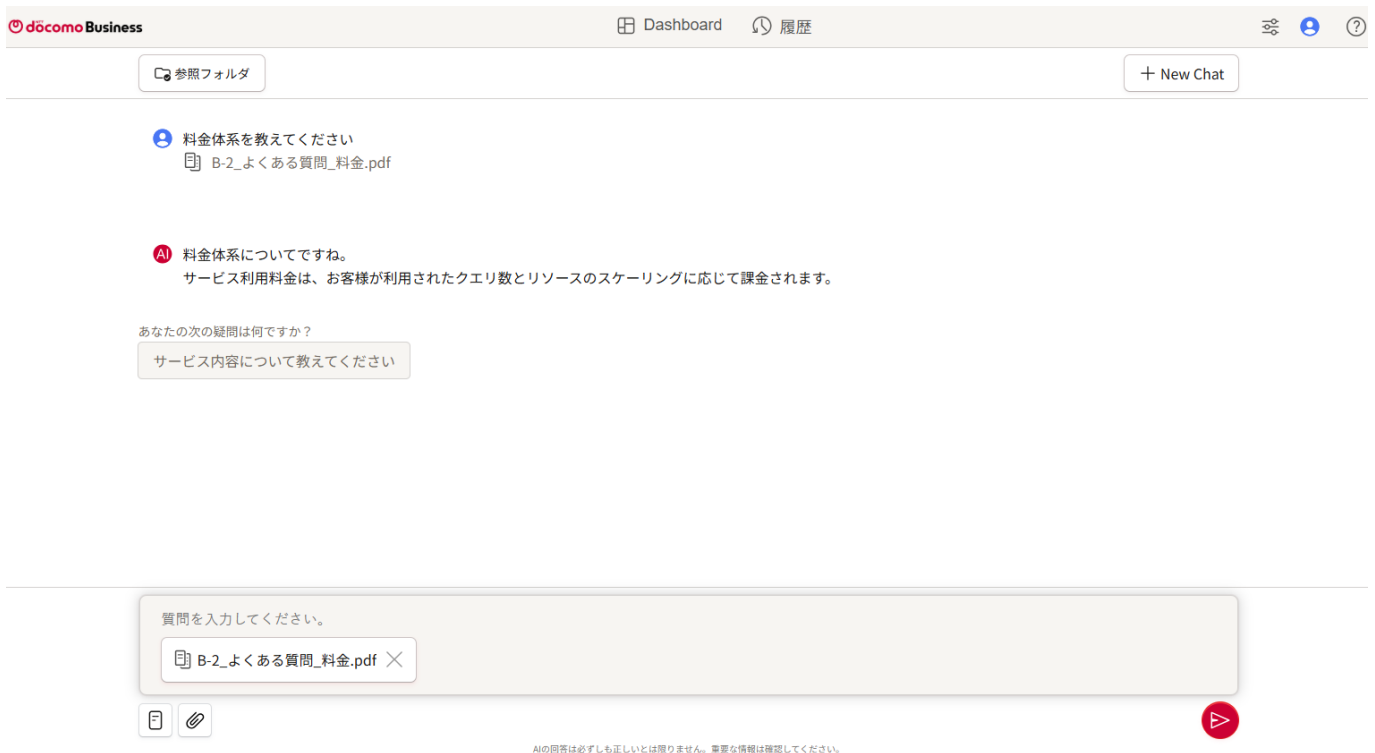 döcomo Business
Dashboard
履歴
参照フォルダ
New Chat
料金体系を教えてください
B-2_よくある質問_料金.pdf
AI
料金体系についてですね。
サービス利用料金は、お客様が利用されたクエリ数とリソースのスケーリングに応じて課金されます。
あなたの次の疑問は何ですか？
サービス内容について教えてください
質問を入力してください。
B-2_よくある質問_料金.pdf
AIの回答は必ずしも正しいとは限りません。重要な情報は確認してください。